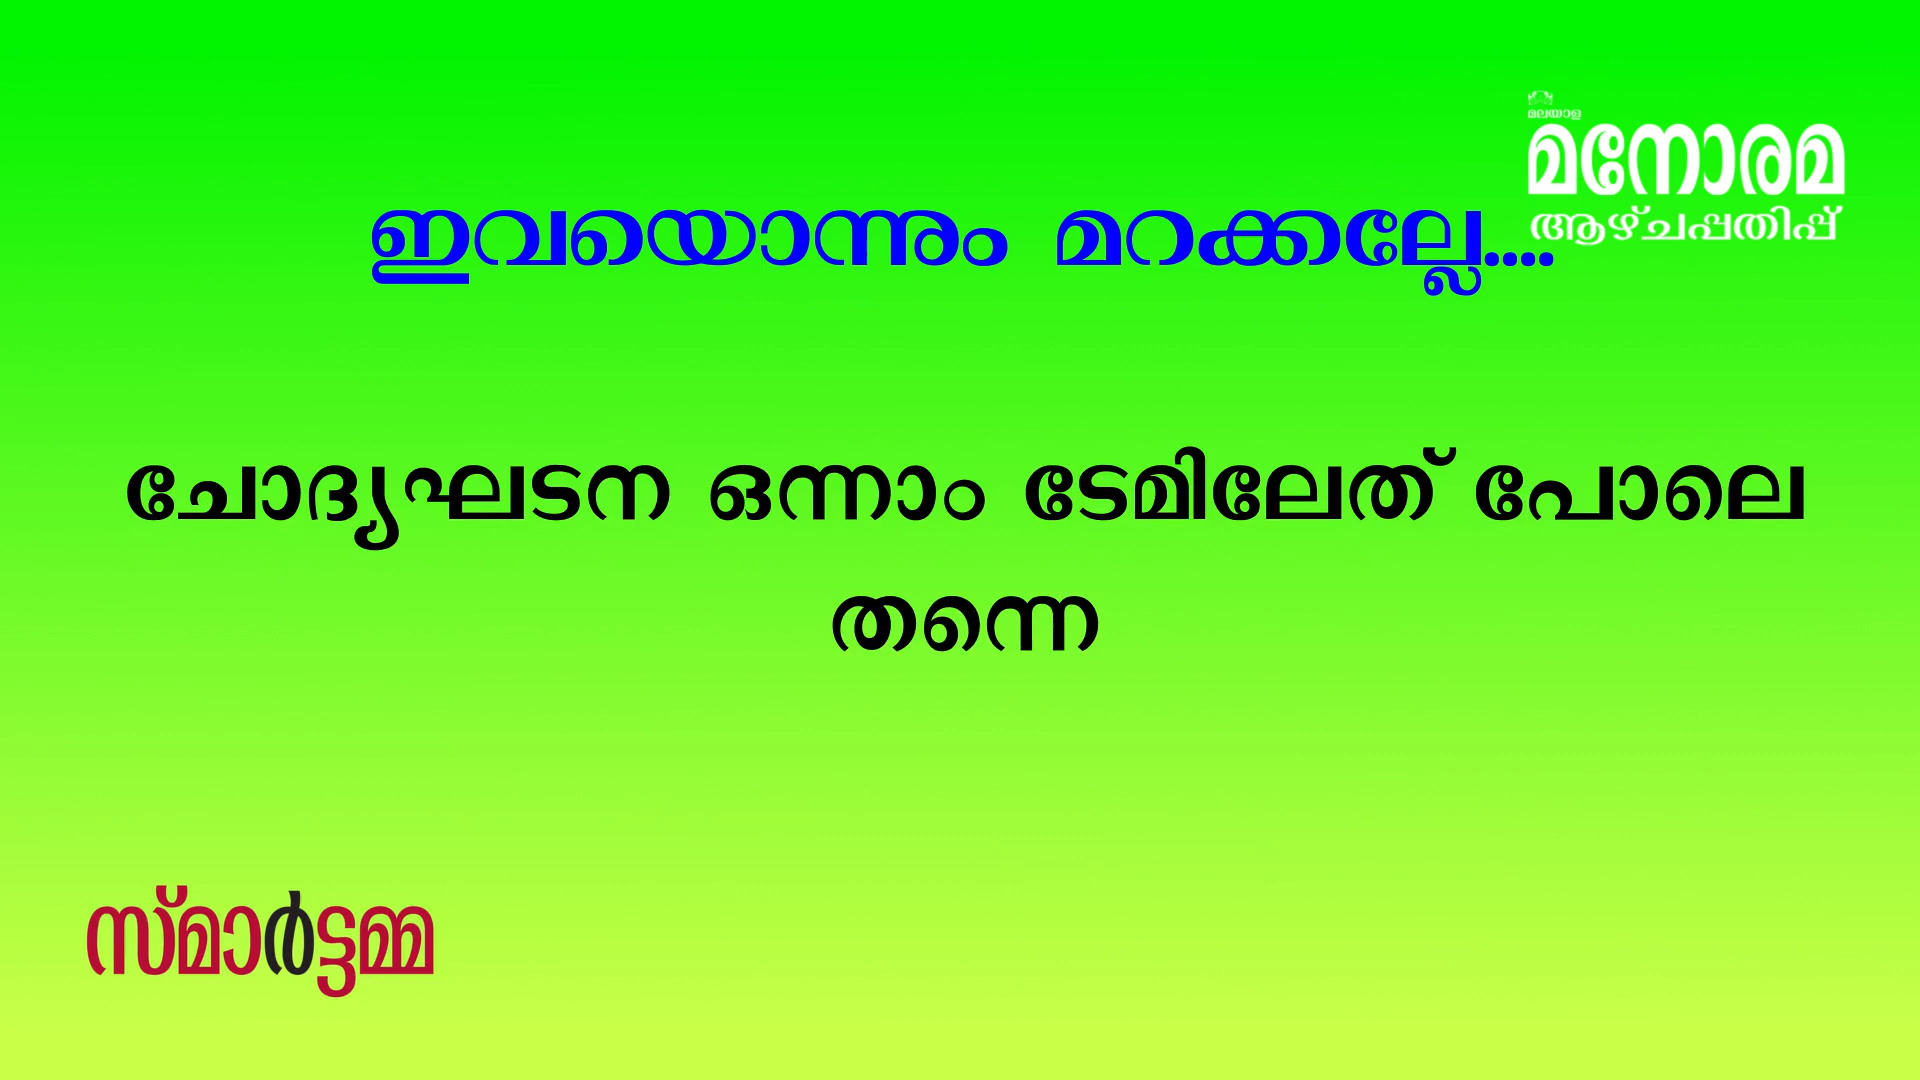 മലയാള
മനോരമ
ആഴ്ചപ്പതിപ്പ്
ഇവയൊന്നും മറക്കല്ലേ....
ചോദ്യഘടന ഒന്നാം ടേമിലേത് പോലെ
തന്നെ
സ്മാർട്ടമ്മ